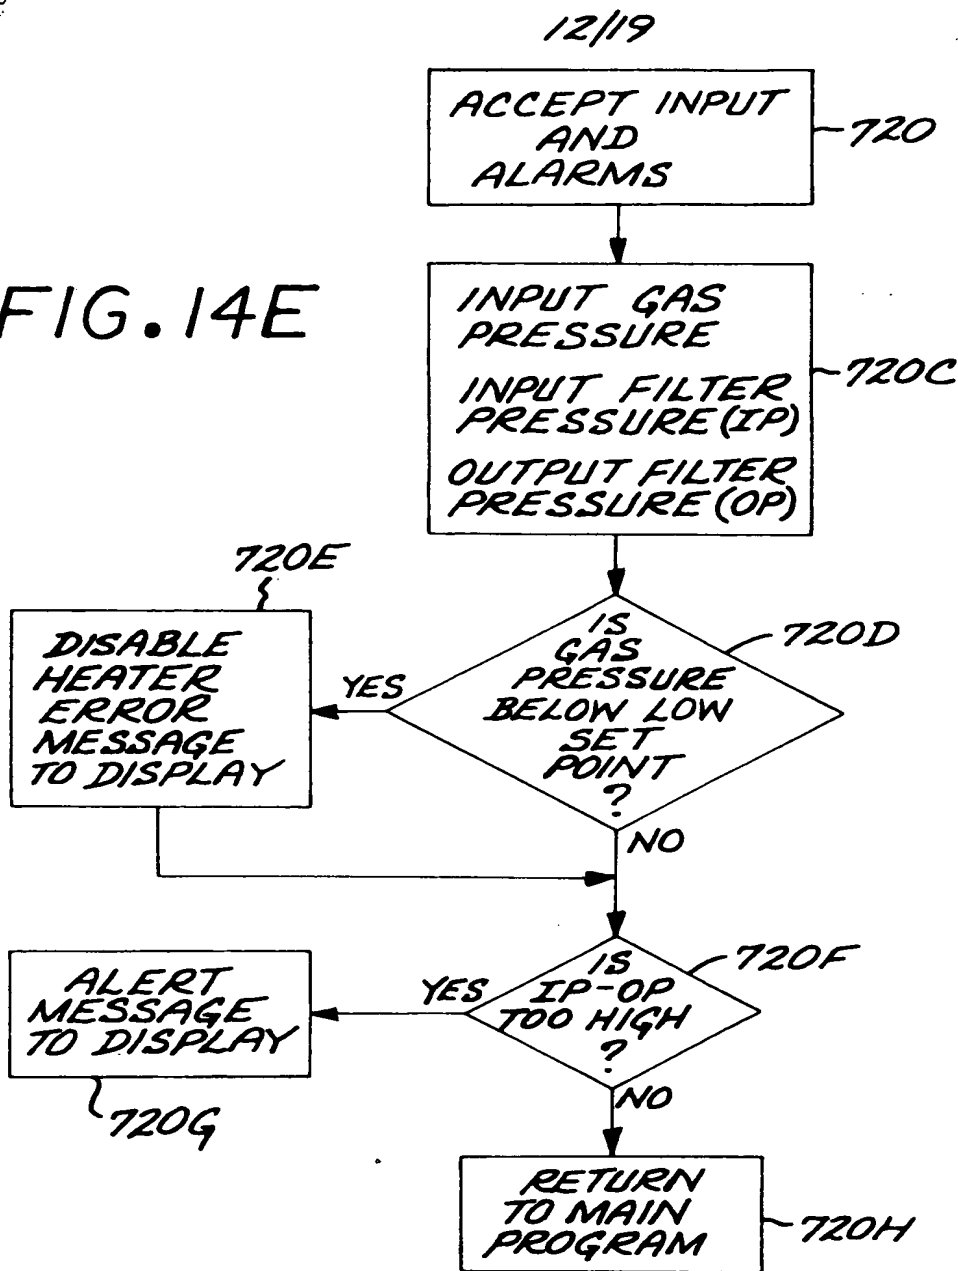 12/19
ACCEPT INPUT
AND
ALARMS
720
FIG. 14E
INPUT GAS
PRESSURE
INPUT FILTER
PRESSURE (IP)
OUTPUT FILTER
PRESSURE (OP)
720C
720E
DISABLE
HEATER
ERROR
MESSAGE
TO DISPLAY
YES
IS
GAS
PRESSURE
BELOW LOW
SET
POINT
?
720D
NO
ALERT
MESSAGE
TO DISPLAY
720G
YES
IS
IP-OP
TOO HIGH
?
720F
NO
RETURN
TO MAIN
PROGRAM
720H